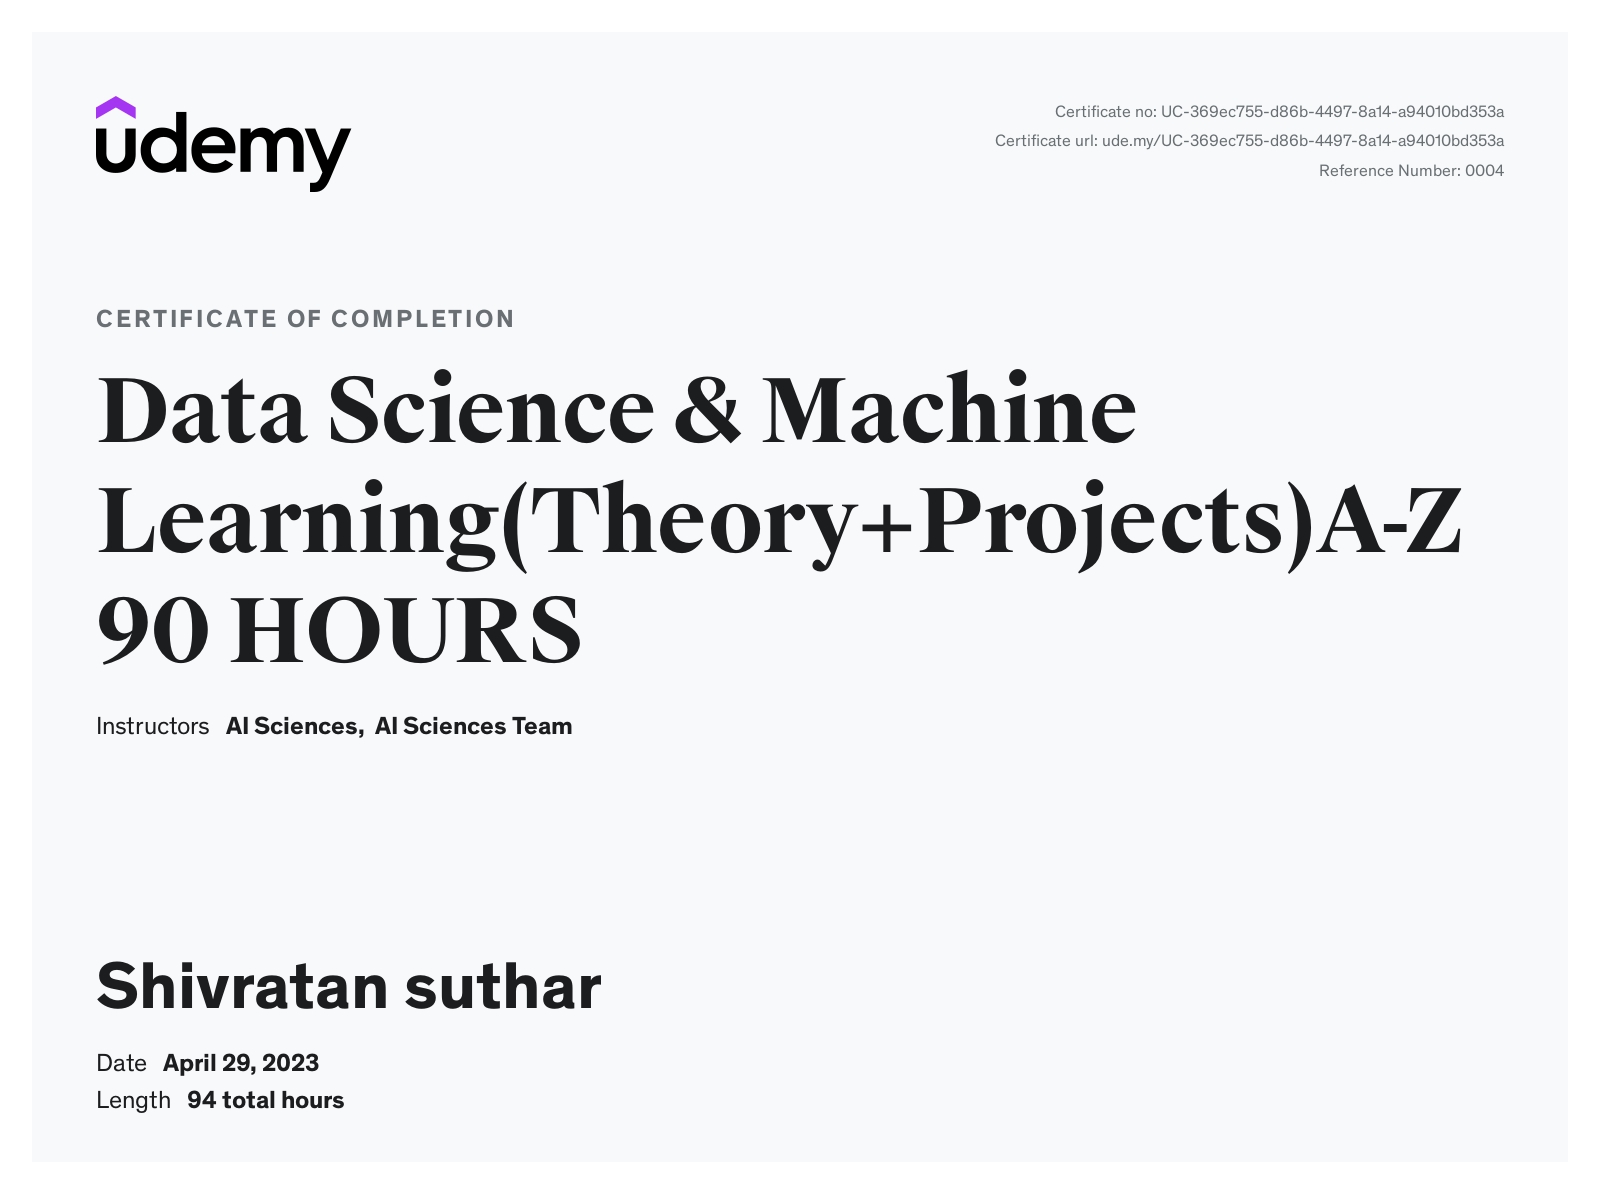 udemy
Certificate no: UC-369ec755-d86b-4497-8a14-a94010bd353a
Certificate url: ude.my/UC-369ec755-d86b-4497-8a14-a94010bd353a
Reference Number: 0004
CERTIFICATE OF COMPLETION
Data Science & Machine
Learning(Theory+Projects)A-Z
90 HOURS
Instructors AI Sciences, AI Sciences Team
Shivratan suthar
Date April 29, 2023
Length 94 total hours